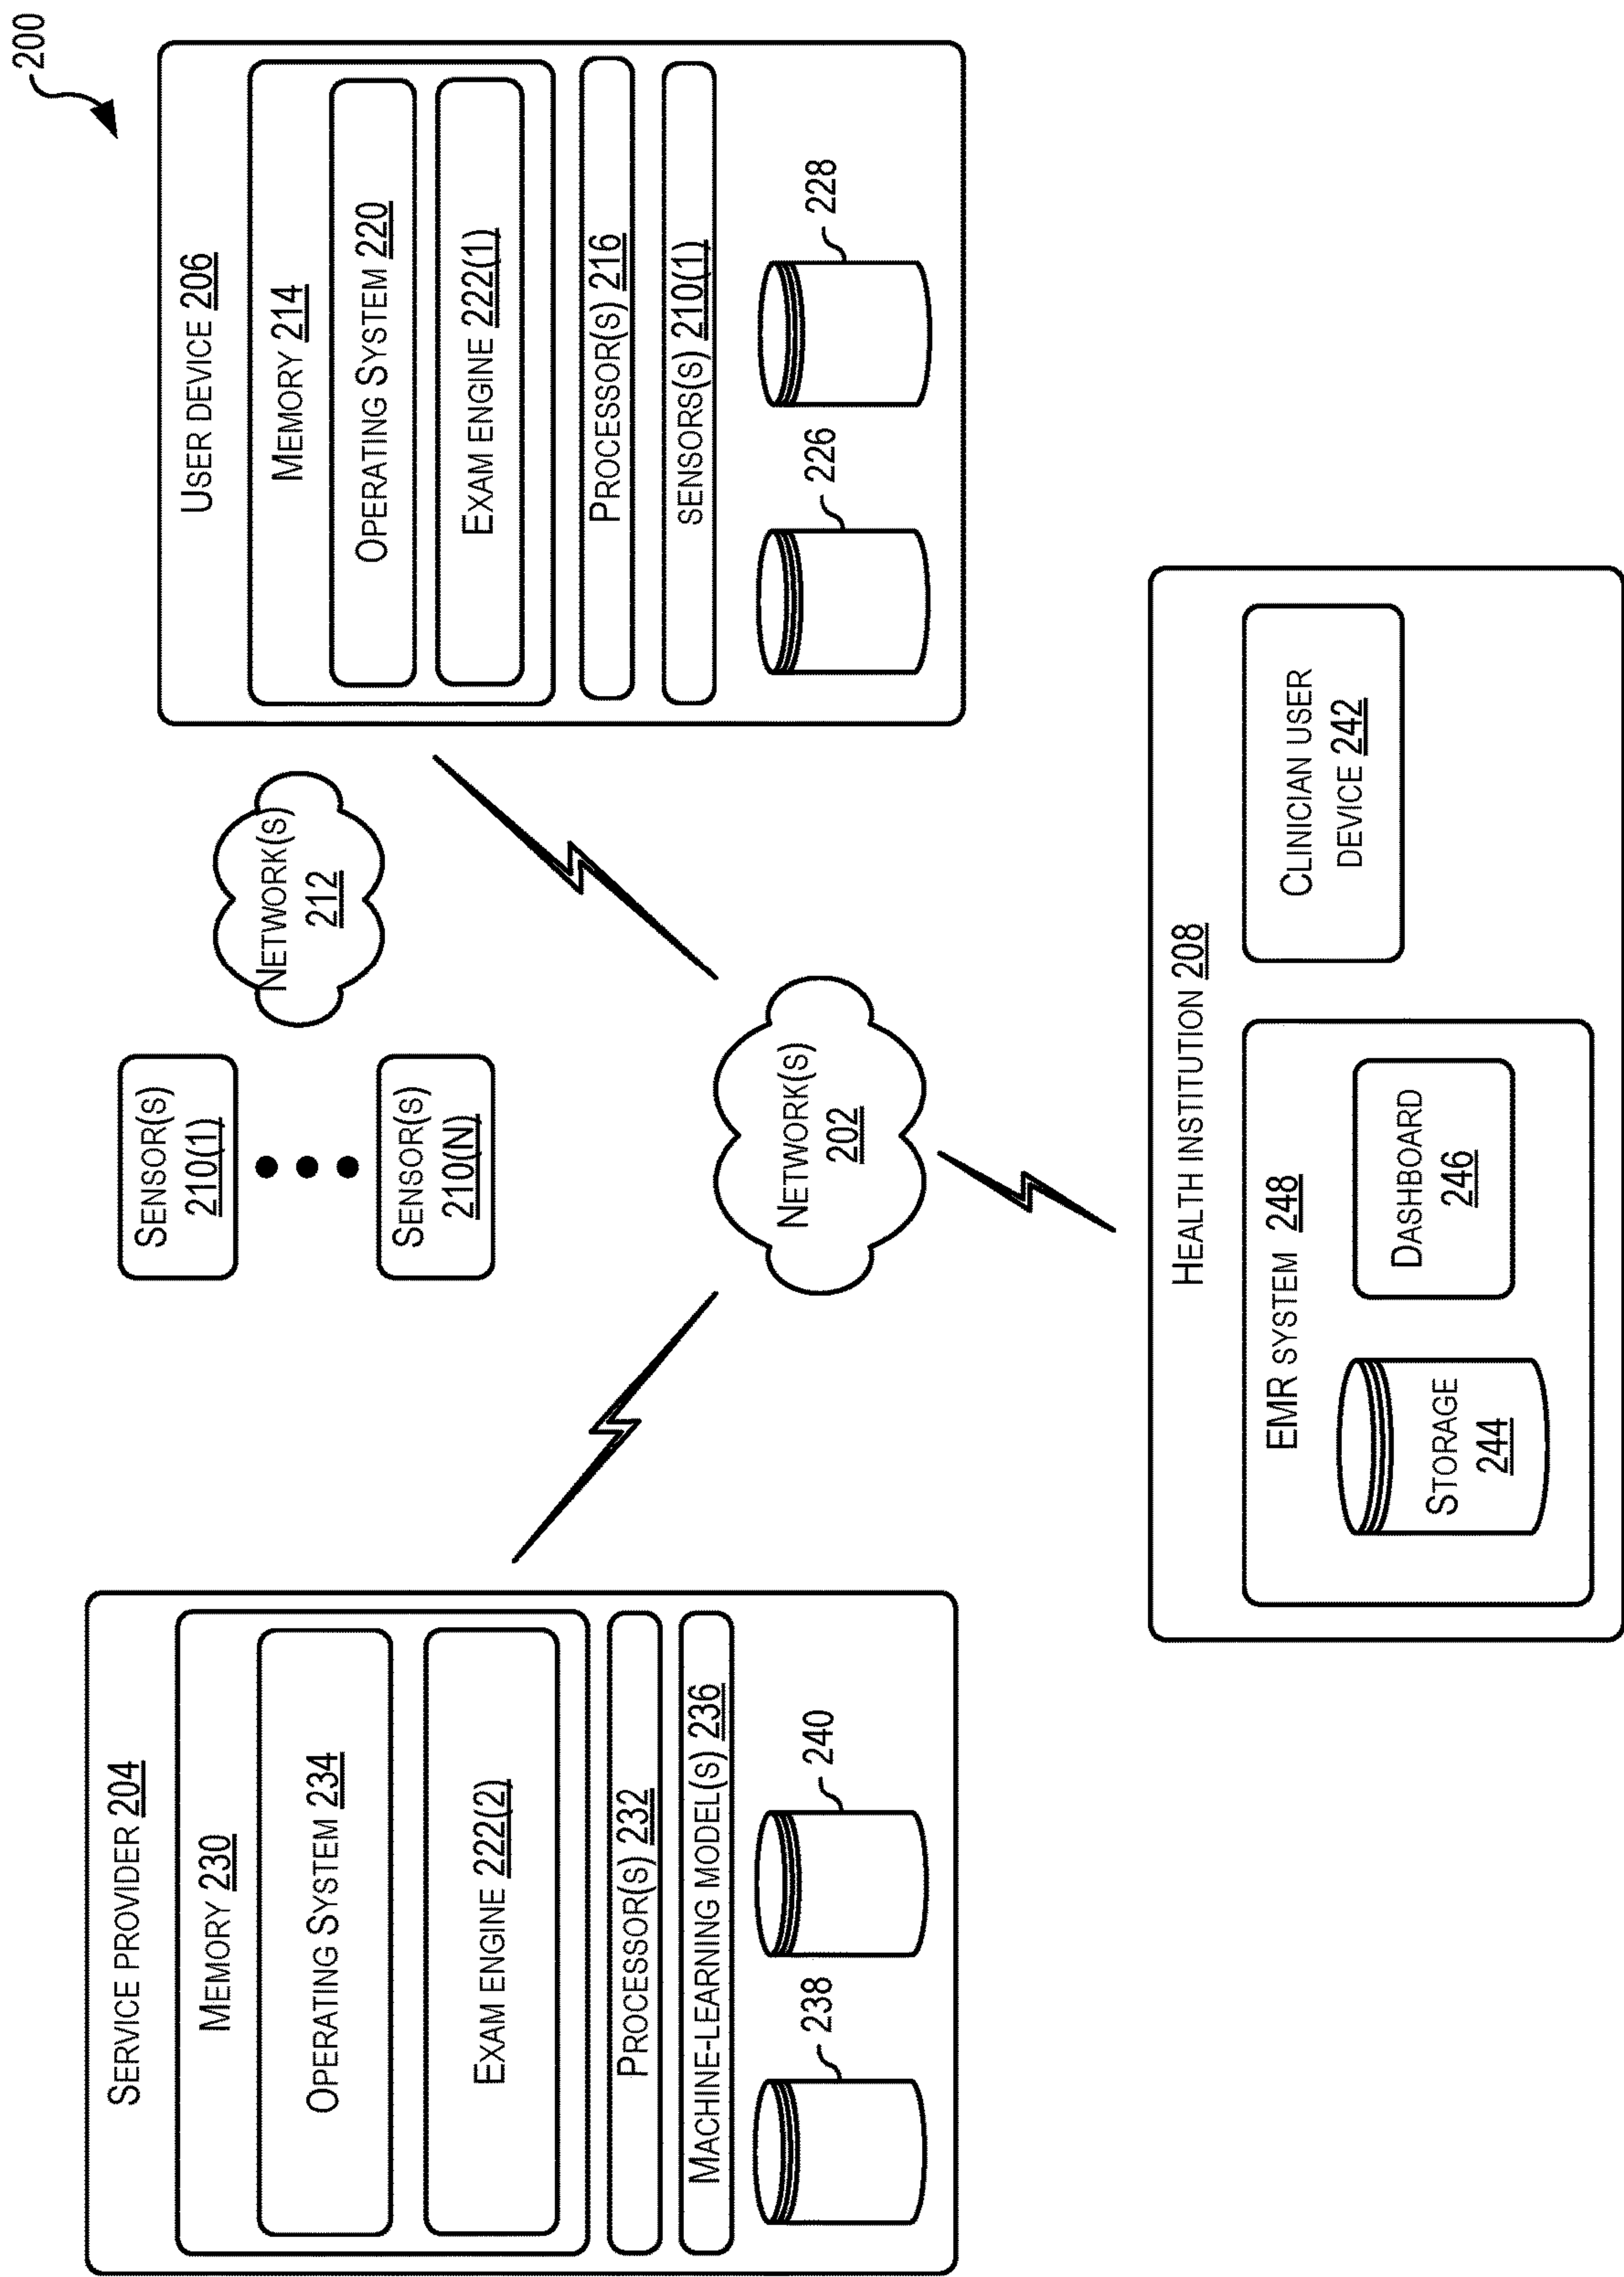 200
SERVICE PROVIDER 204
MEMORY 230
OPERATING SYSTEM 234
EXAM ENGINE 222(2)
PROCESSOR(S) 232
MACHINE-LEARNING MODEL(S) 236
238
240
SENSOR(S)
210(1)
SENSOR(S)
210(N)
NETWORK(S)
212
NETWORK(S)
202
USER DEVICE 206
MEMORY 214
OPERATING SYSTEM 220
EXAM ENGINE 222(1)
PROCESSOR(S) 216
SENSORS(S) 210(1)
226
228
HEALTH INSTITUTION 208
EMR SYSTEM 248
STORAGE
244
DASHBOARD
246
CLINICIAN USER
DEVICE 242